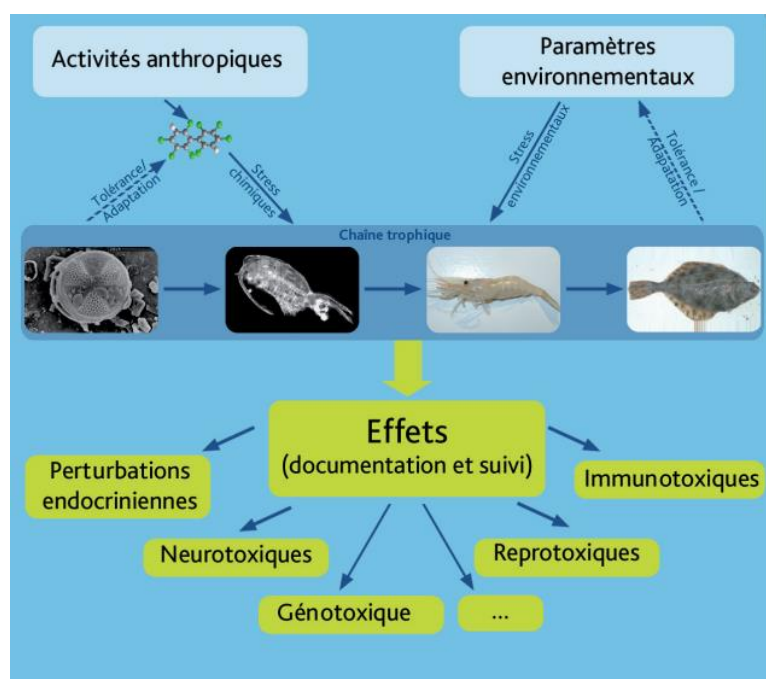 Activités anthropiques
Paramètres
environnementaux
Tolérance/
Adaptation
Stress
chimiques
Stress
environnementaux
Tolérance /
Adapatation
Chaîne trophique
Effets
(documentation et suivi)
Perturbations
endocriniennes
Immunotoxiques
Neurotoxiques
Reprotoxiques
Génotoxique
...